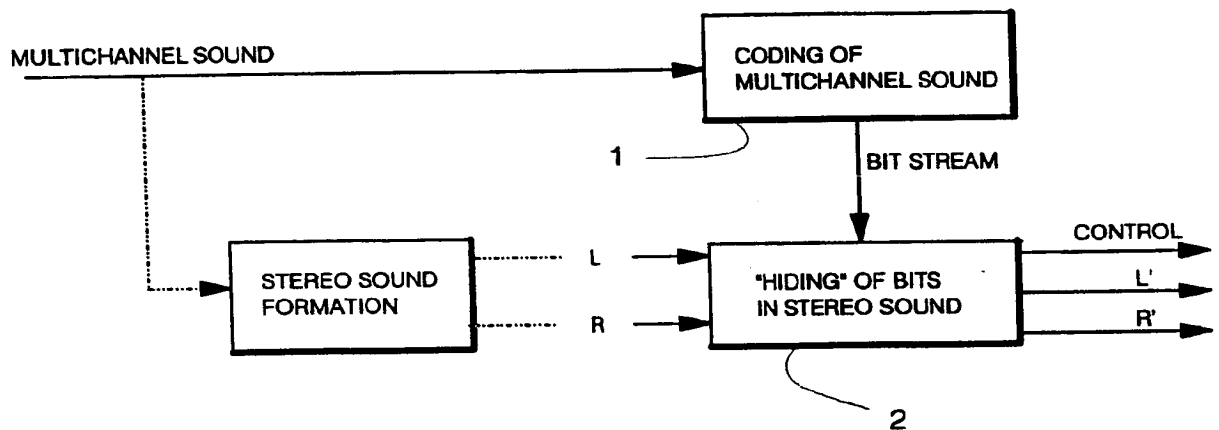 MULTICHANNEL SOUND
CODING OF
MULTICHANNEL SOUND
1
BIT STREAM
STEREO SOUND
FORMATION
L
R
"HIDING" OF BITS
IN STEREO SOUND
CONTROL
L'
R'
2